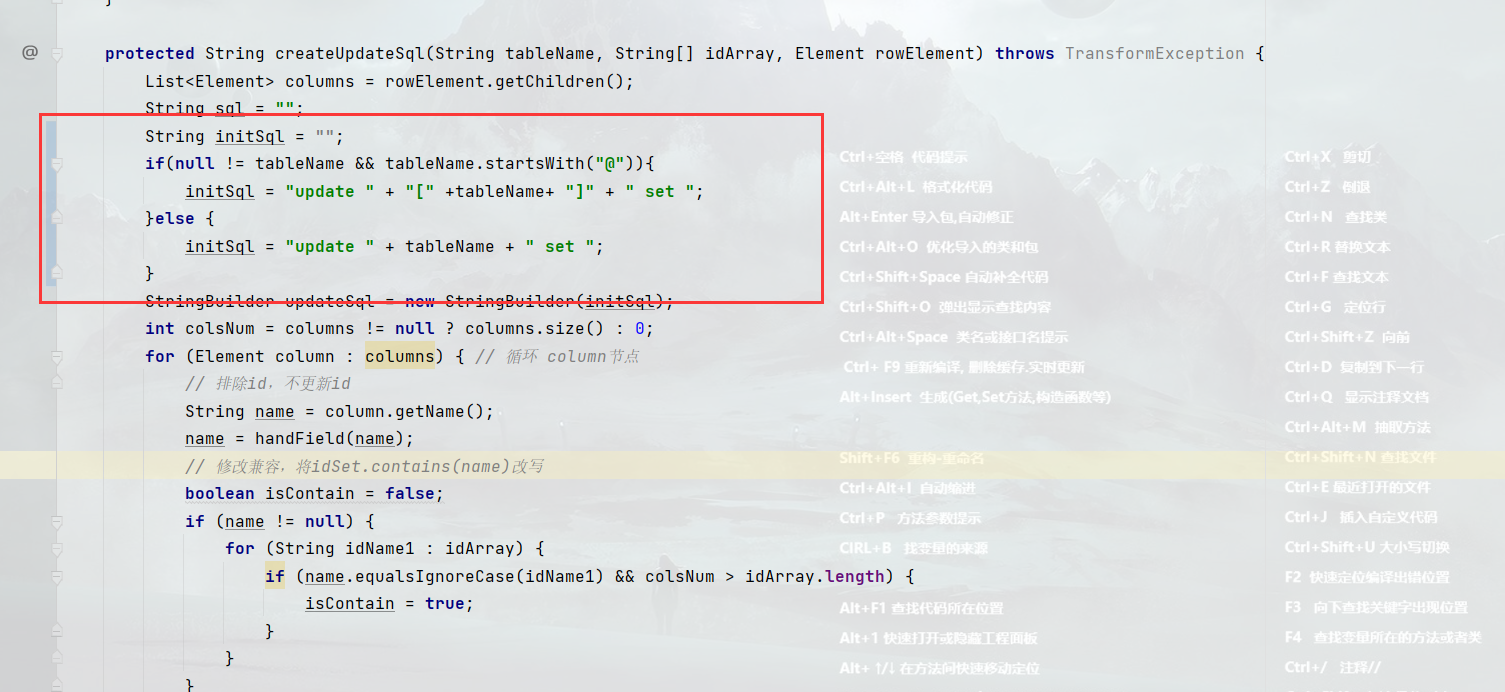 }
@
protected String createUpdateSql(String tableName, String[] idArray, Element rowElement) throws TransformException {
List<Element> columns = rowElement.getChildren();
String sql = "";
String initSql = "";
if(null != tableName && tableName.startsWith("@")){
initSql = "update " + "[" +tableName+ "]" + " set ";
}else {
initSql = "update " + tableName + " set ";
}
StringBuilder updateSql = new StringBuilder(initSql);
int colsNum = columns != null ? columns.size() : 0;
for (Element column : columns) { // 循环 column节点
// 排除id，不更新id
String name = column.getName();
name = handField(name);
// 修改兼容，将idSet.contains(name)改写
boolean isContain = false;
if (name != null) {
for (String idName1 : idArray) {
if (name.equalsIgnoreCase(idName1) && colsNum > idArray.length) {
isContain = true;
}
}
}
Ctrl+空格 代码提示
Ctrl+Alt+L 格式化代码
Alt+Enter 导入包,自动修正
Ctrl+Alt+O 优化导入的类和包
Ctrl+Shift+Space 自动补全代码
Ctrl+Shift+O 弹出显示查找内容
Ctrl+Alt+Space 类名或接口名提示
Ctrl+ F9 重新编译, 删除缓存.实时更新
Alt+Insert 生成(Get,Set方法,构造函数等)
Shift+F6 重构-重命名
Ctrl+Alt+I 自动缩进
Ctrl+P 方法参数提示
CIRL+B 找变量的来源
Alt+F1 查找代码所在位置
Alt+1 快速打开或隐藏工程面板
Alt+ ↑/↓ 在方法间快速移动定位
Ctrl+X 剪切
Ctrl+Z 倒退
Ctrl+N 查找类
Ctrl+R 替换文本
Ctrl+F 查找文本
Ctrl+G 定位行
Ctrl+Shift+Z 向前
Ctrl+D 复制到下一行
Ctrl+Q 显示注释文档
Ctrl+Alt+M 抽取方法
Ctrl+Shift+N 查找文件
Ctrl+E 最近打开的文件
Ctrl+J 插入自定义代码
Ctrl+Shift+U 大小写切换
F2 快速定位编译出错位置
F3 向下查找关键字出现位置
F4 查找变量所在的方法或者类
Ctrl+/ 注释//